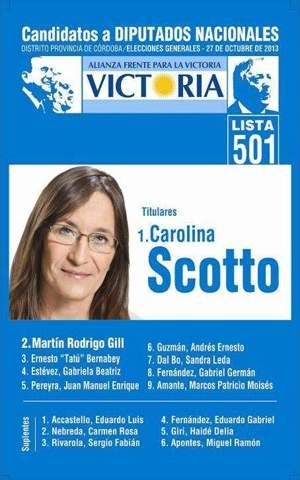 Candidatos a DIPUTADOS NACIONALES
DISTRITO PROVINCIA DE CÓRDOBA / ELECCIONES GENERALES - 27 DE OCTUBRE DE 2013
ALIANZA FRENTE PARA LA VICTORIA
VICTORIA
LISTA
501
Titulares
1.Carolina
Scotto
2. Martín Rodrigo Gill
3. Ernesto "Tatú" Bernabey
4. Estévez, Gabriela Beatriz
5. Pereyra, Juan Manuel Enrique
6. Guzmán, Andrés Ernesto
7. Dal Bo, Sandra Leda
8. Fernández, Gabriel Germán
9. Amante, Marcos Patricio Moisés
Suplentes
1. Accastello, Eduardo Luis
2. Nebreda, Carmen Rosa
3. Rivarola, Sergio Fabián
4. Fernández, Eduardo Gabriel
5. Giri, Haidé Delia
6. Apontes, Miguel Ramón